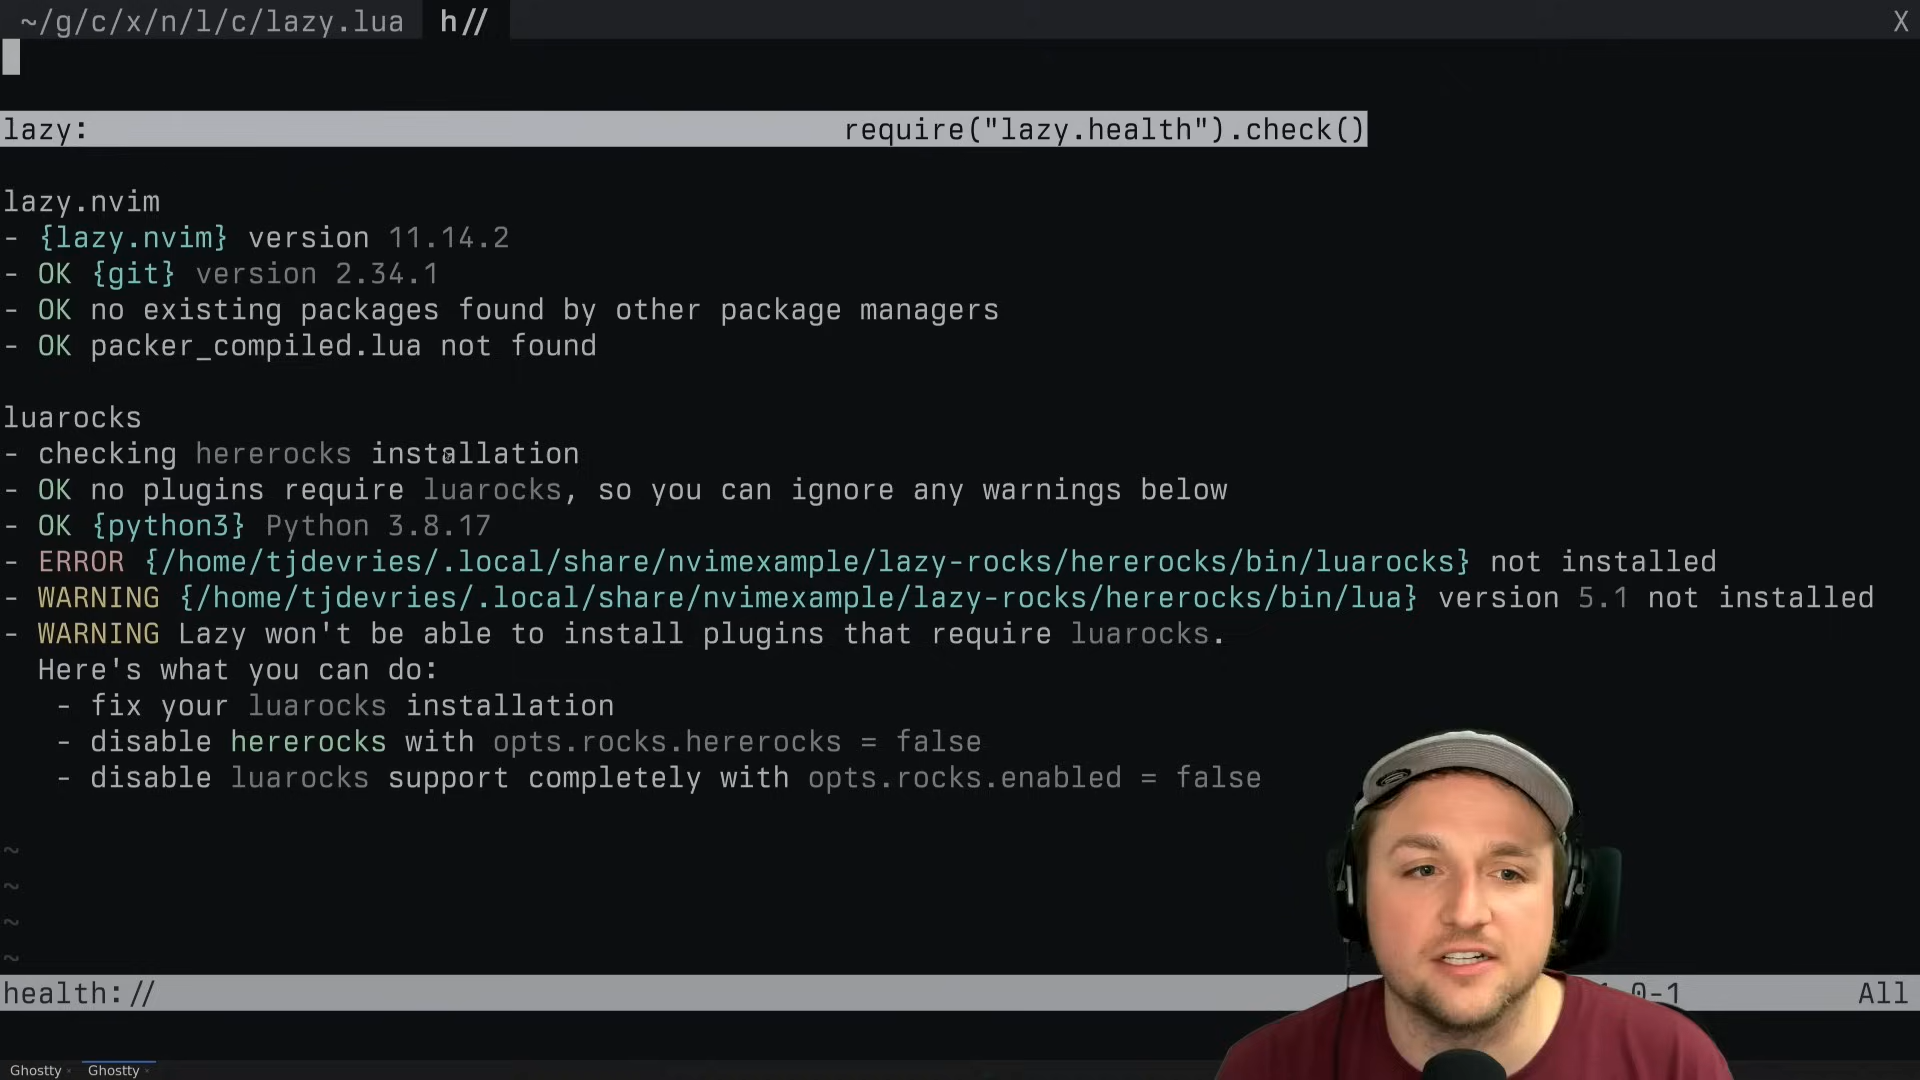 ~/g/c/x/n/l/c/lazy.lua h// X
lazy: require("lazy.health").check()
lazy.nvim
- {lazy.nvim} version 11.14.2
- OK {git} version 2.34.1
- OK no existing packages found by other package managers
- OK packer_compiled.lua not found
luarocks
- checking hererocks installation
- OK no plugins require luarocks, so you can ignore any warnings below
- OK {python3} Python 3.8.17
- ERROR {/home/tjdevries/.local/share/nvimexample/lazy-rocks/hererocks/bin/luarocks} not installed
- WARNING {/home/tjdevries/.local/share/nvimexample/lazy-rocks/hererocks/bin/lua} version 5.1 not installed
- WARNING Lazy won't be able to install plugins that require luarocks.
Here's what you can do:
- fix your luarocks installation
- disable hererocks with opts.rocks.hererocks = false
- disable luarocks support completely with opts.rocks.enabled = false
~
~
~
~
health:// 0-1 All
Ghostty Ghostty